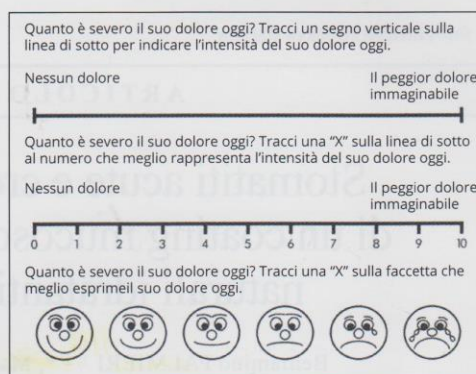 Quanto è severo il suo dolore oggi? Tracci un segno verticale sulla
linea di sotto per indicare l'intensità del suo dolore oggi.
Nessun dolore Il peggior dolore
immaginabile
Quanto è severo il suo dolore oggi? Tracci una "X" sulla linea di sotto
al numero che meglio rappresenta l'intensità del suo dolore oggi.
Nessun dolore Il peggior dolore
immaginabile
0 1 2 3 4 5 6 7 8 9 10
Quanto è severo il suo dolore oggi? Tracci una "X" sulla faccetta che
meglio esprimeil suo dolore oggi.